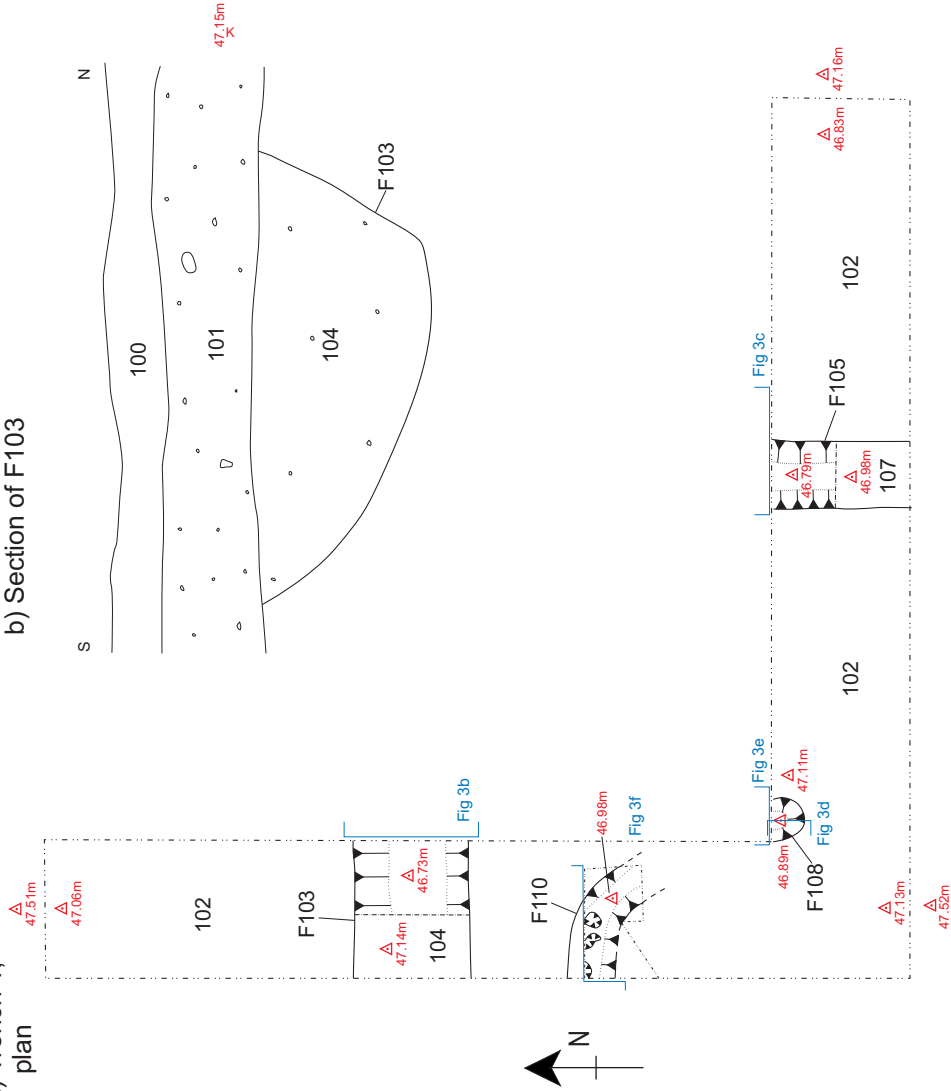 plan
b) Section of F103
S
N
47.15m
K
100
101
104
F103
47.51m
47.06m
102
F103
47.14m
104
46.73m
Fig 3b
F110
46.98m
Fig 3f
N
46.89m
F108
Fig 3d
Fig 3e
47.11m
47.13m
47.52m
102
Fig 3c
46.79m
46.98m
107
F105
102
46.83m
47.16m